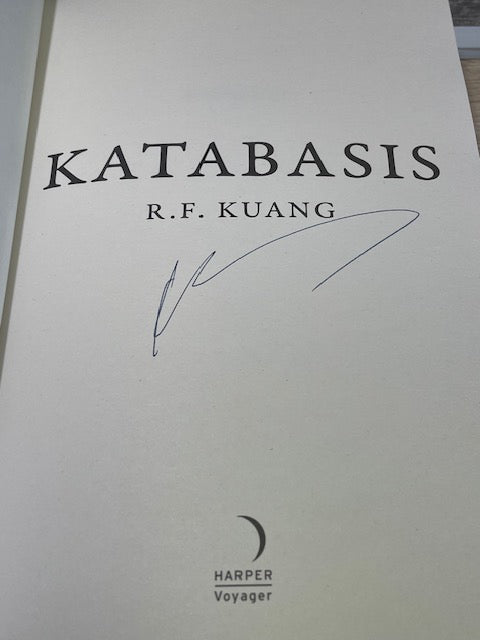 KATABASIS
R.F. KUANG
HARPER
Voyager